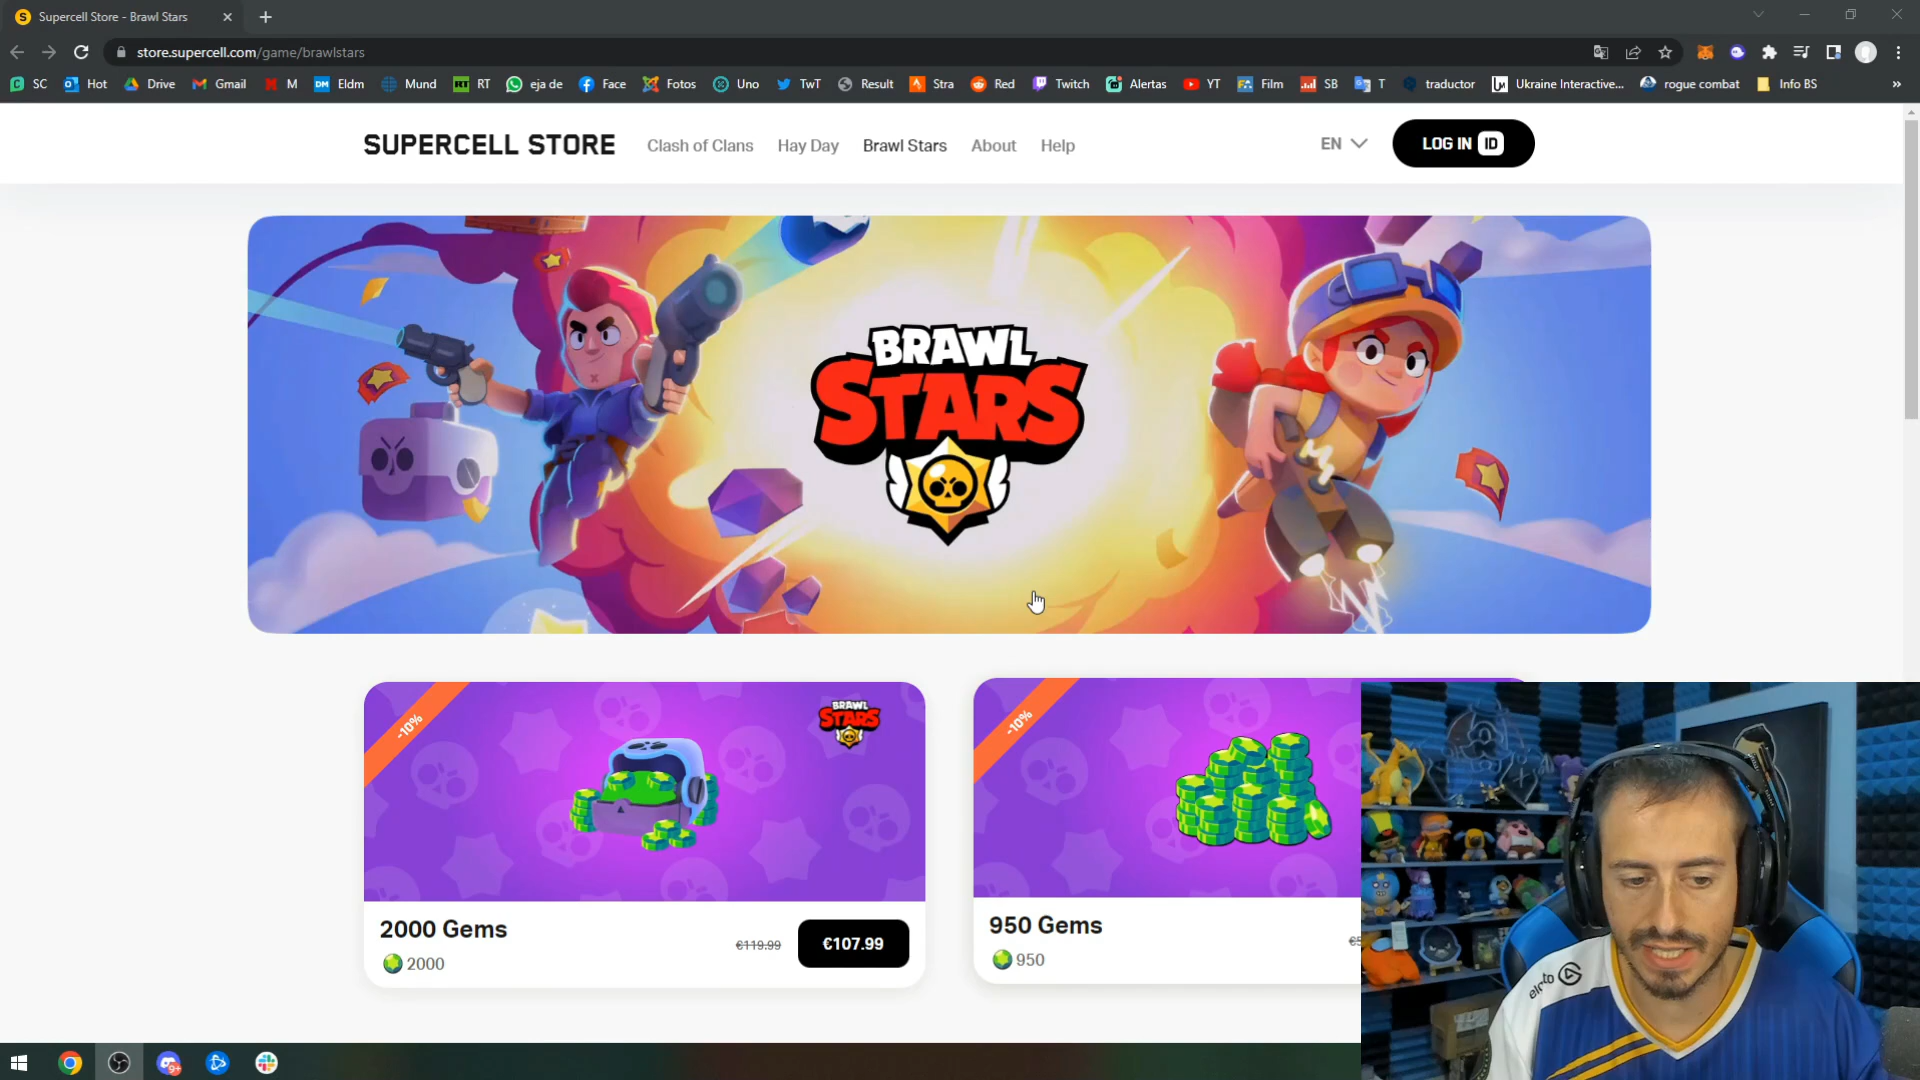 Supercell Store - Brawl Stars
store.supercell.com/game/brawlstars
SC Hot Drive Gmail M Eldm Mund RT eja de Face Fotos Uno TwT Result Stra Red Twitch Alertas YT Film SB T traductor Ukraine Interactive... rogue combat Info BS »
SUPERCELL STORE Clash of Clans Hay Day Brawl Stars About Help EN LOG IN ID
BRAWL
STARS
-10%
BRAWL
STARS
-10%
2000 Gems
€119.99 €107.99
2000
950 Gems
950
elgato
9+